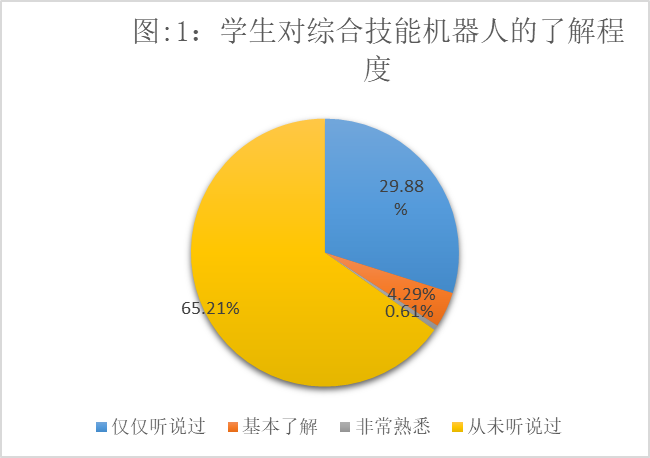 图:1：学生对综合技能机器人的了解程
度
29.88
%
4.29%
0.61%
65.21%
仅仅听说过 基本了解 非常熟悉 从未听说过